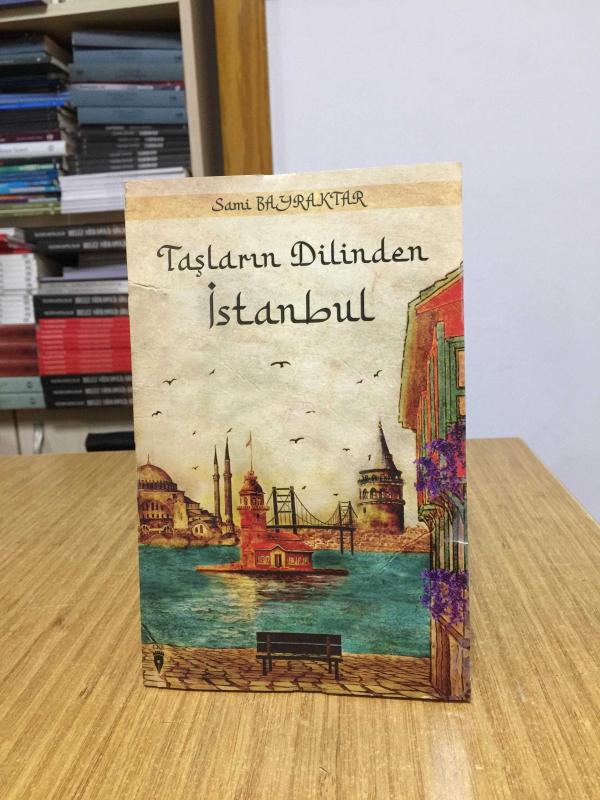 Sami BAYRAKTAR
Taşların Dilinden
İstanbul